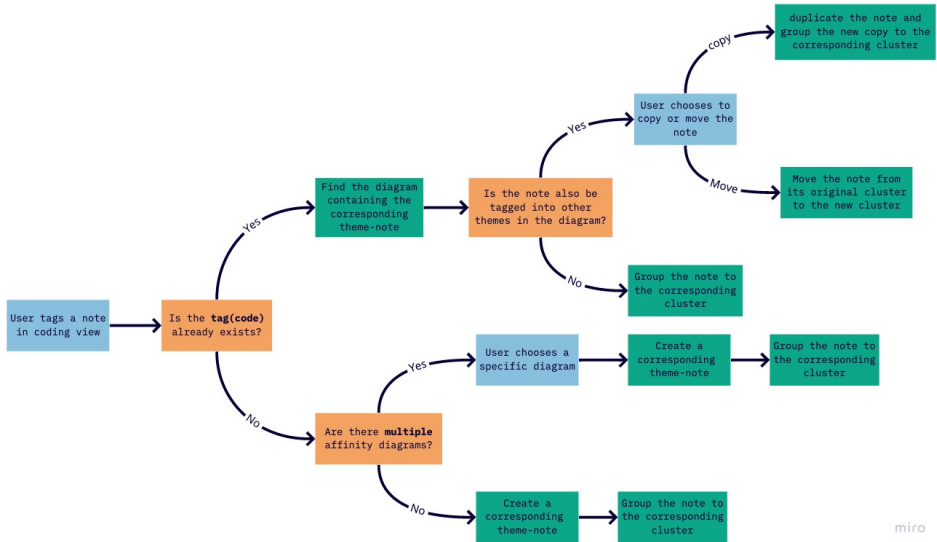 duplicate the note and
group the new copy to the
corresponding cluster
copy
User chooses to
copy or move the
note
Yes
Move
Move the note from
its original cluster
to the new cluster
Find the diagram
containing the
corresponding
theme-note
Is the note also be
tagged into other
themes in the diagram?
Yes
No
Group the note to
the corresponding
cluster
User tags a note
in coding view
Is the tag(code)
already exists?
User chooses a
specific diagram
Create a
corresponding
theme-note
Group the note to
the corresponding
cluster
Yes
No
Are there multiple
affinity diagrams?
No
Create a
corresponding
theme-note
Group the note to
the corresponding
cluster
miro